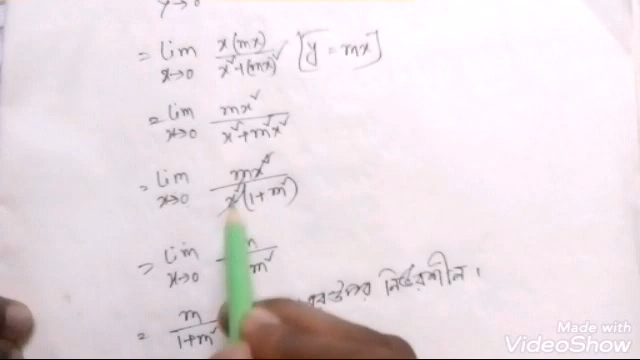 y→0
= lim x→0 x(mx)/x²+(mx)² [y = mx]
= lim x→0 mx²/x²+m²x²
= lim x→0 mx²/x²(1+m²)
= lim x→0 m²
= m/1+m² নির্ভরশীল।
Made with
VideoShow